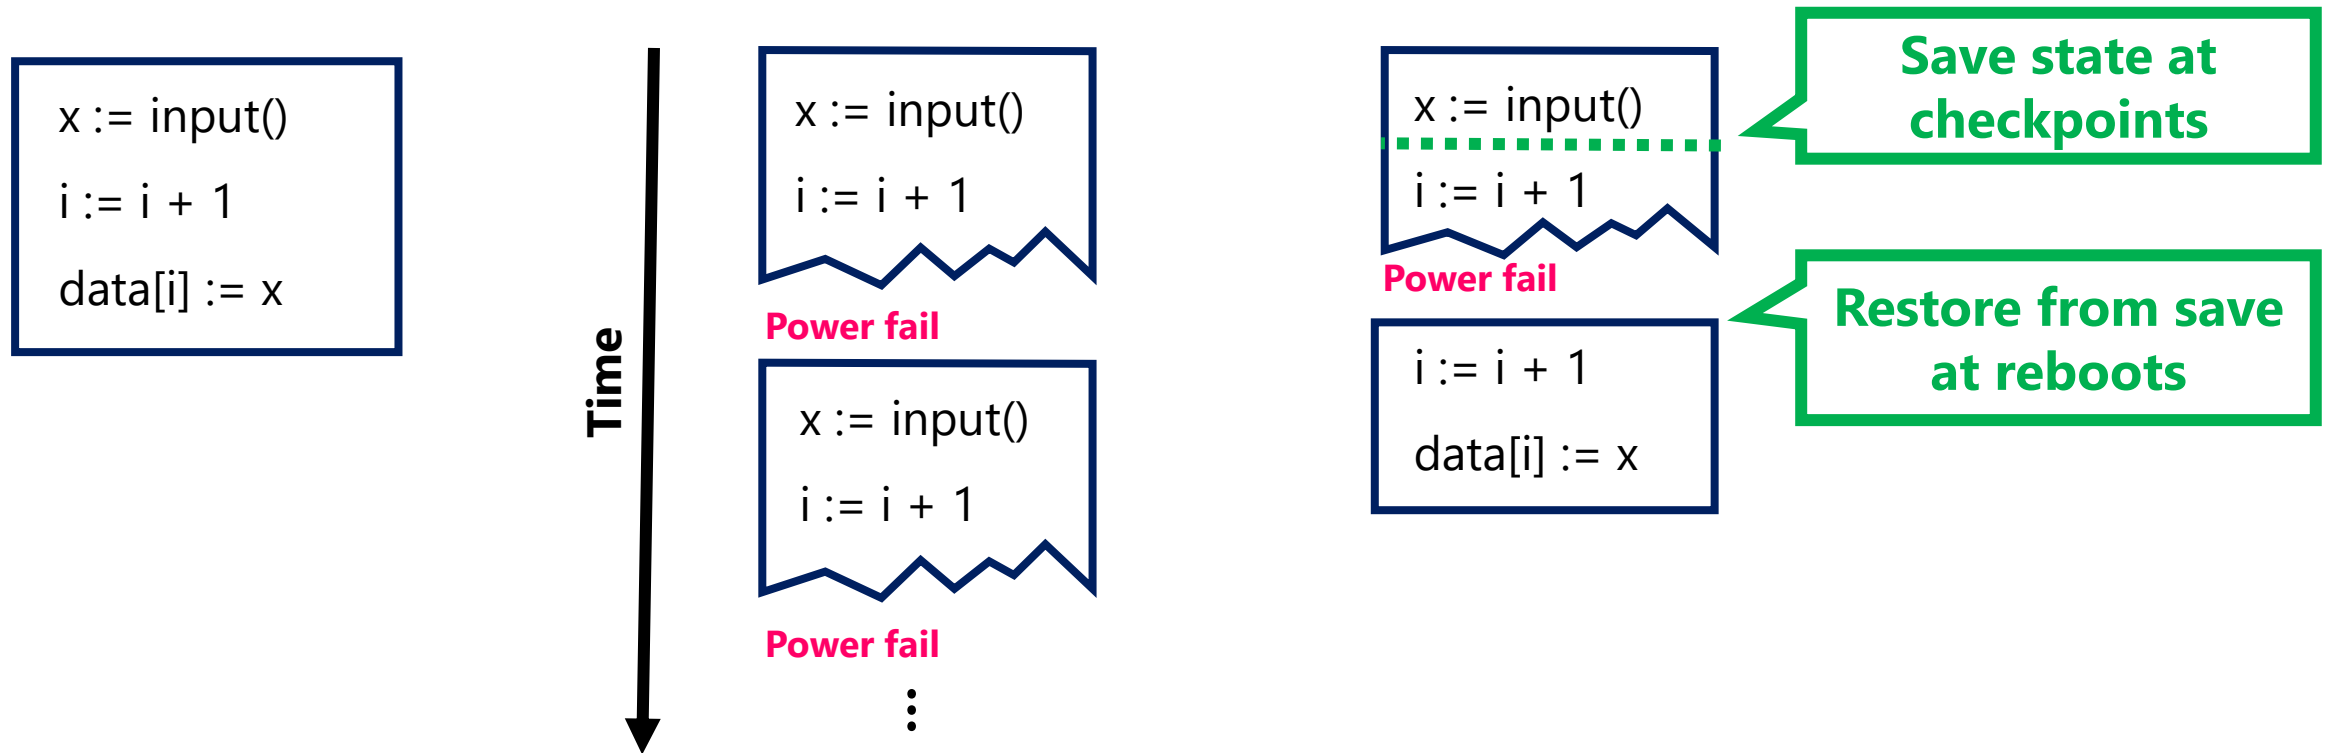 x := input()
i := i + 1
data[i] := x
Time
x := input()
i := i + 1
Power fail
x := input()
i := i + 1
Power fail
x := input()
i := i + 1
Power fail
i := i + 1
data[i] := x
Save state at
checkpoints
Restore from save
at reboots